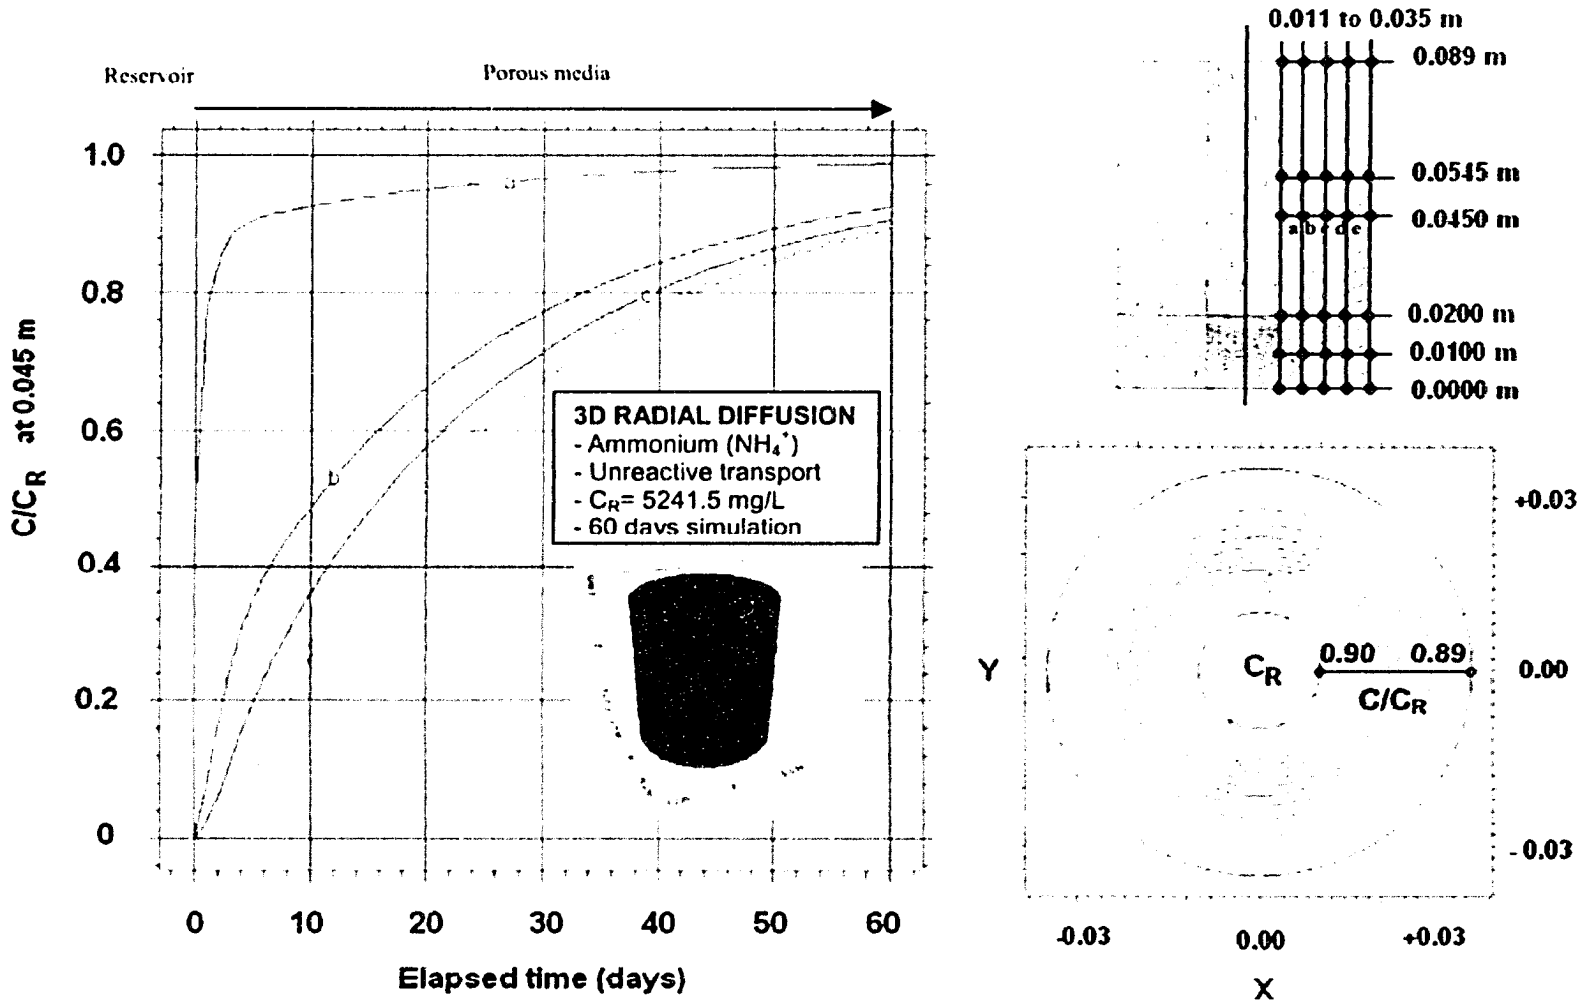 Reservoir
Porous media
1.0
0.8
0.6
0.4
0.2
0
C/CR at 0.045 m
a
b
c
3D RADIAL DIFFUSION
- Ammonium (NH4+)
- Unreactive transport
- CR= 5241.5 mg/L
- 60 days simulation
0 10 20 30 40 50 60
Elapsed time (days)
0.011 to 0.035 m
0.089 m
0.0545 m
0.0450 m
a b c d e
0.0200 m
0.0100 m
0.0000 m
+0.03
0.90 0.89
CR
C/CR
Y
0.00
-0.03
-0.03 0.00 +0.03
X